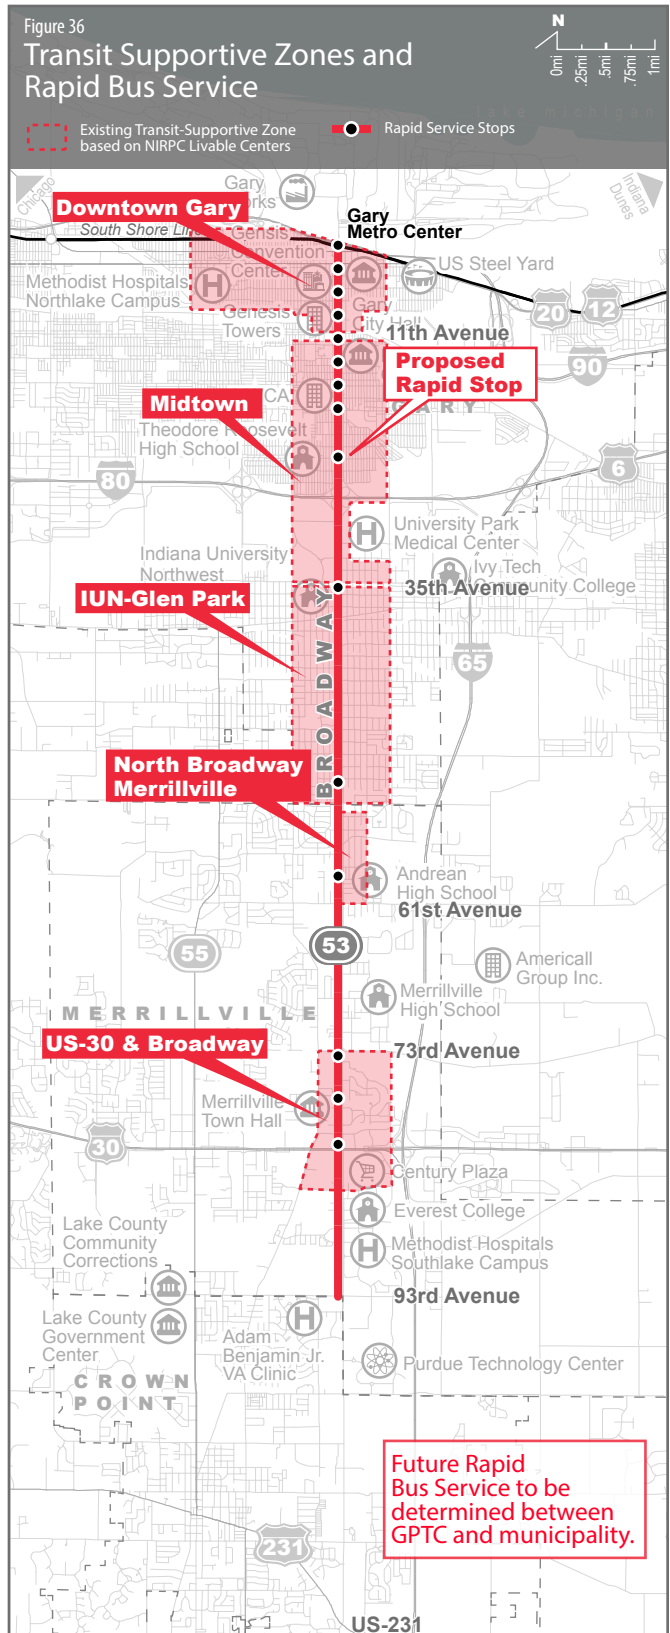 Figure 36
Transit Supportive Zones and
Rapid Bus Service
N
0mi
.25mi
.5mi
.75mi
1mi
lake michigan
Existing Transit-Supportive Zone
based on NIRPC Livable Centers
Rapid Service Stops
Chicago
Gary
Works
Indiana
Dunes
Downtown Gary
South Shore Line
Gary
Metro Center
Gensis
Convention
Center
US Steel Yard
Methodist Hospitals
Northlake Campus
Genesis
Towers
Gary
City Hall
20
12
11th Avenue
90
Proposed
Rapid Stop
Midtown
CA
GARY
Theodore Roosevelt
High School
80
6
University Park
Medical Center
Indiana University
Northwest
Ivy Tech
Community College
35th Avenue
IUN-Glen Park
BROADWAY
65
North Broadway
Merrillville
Andrean
High School
61st Avenue
53
55
Americall
Group Inc.
Merrillville
High School
MERRILLVILLE
US-30 & Broadway
73rd Avenue
Merrillville
Town Hall
30
Century Plaza
Everest College
Lake County
Community
Corrections
Methodist Hospitals
Southlake Campus
93rd Avenue
Lake County
Government
Center
Adam
Benjamin Jr.
VA Clinic
Purdue Technology Center
CROWN
POINT
Future Rapid
Bus Service to be
determined between
GPTC and municipality.
231
US-231